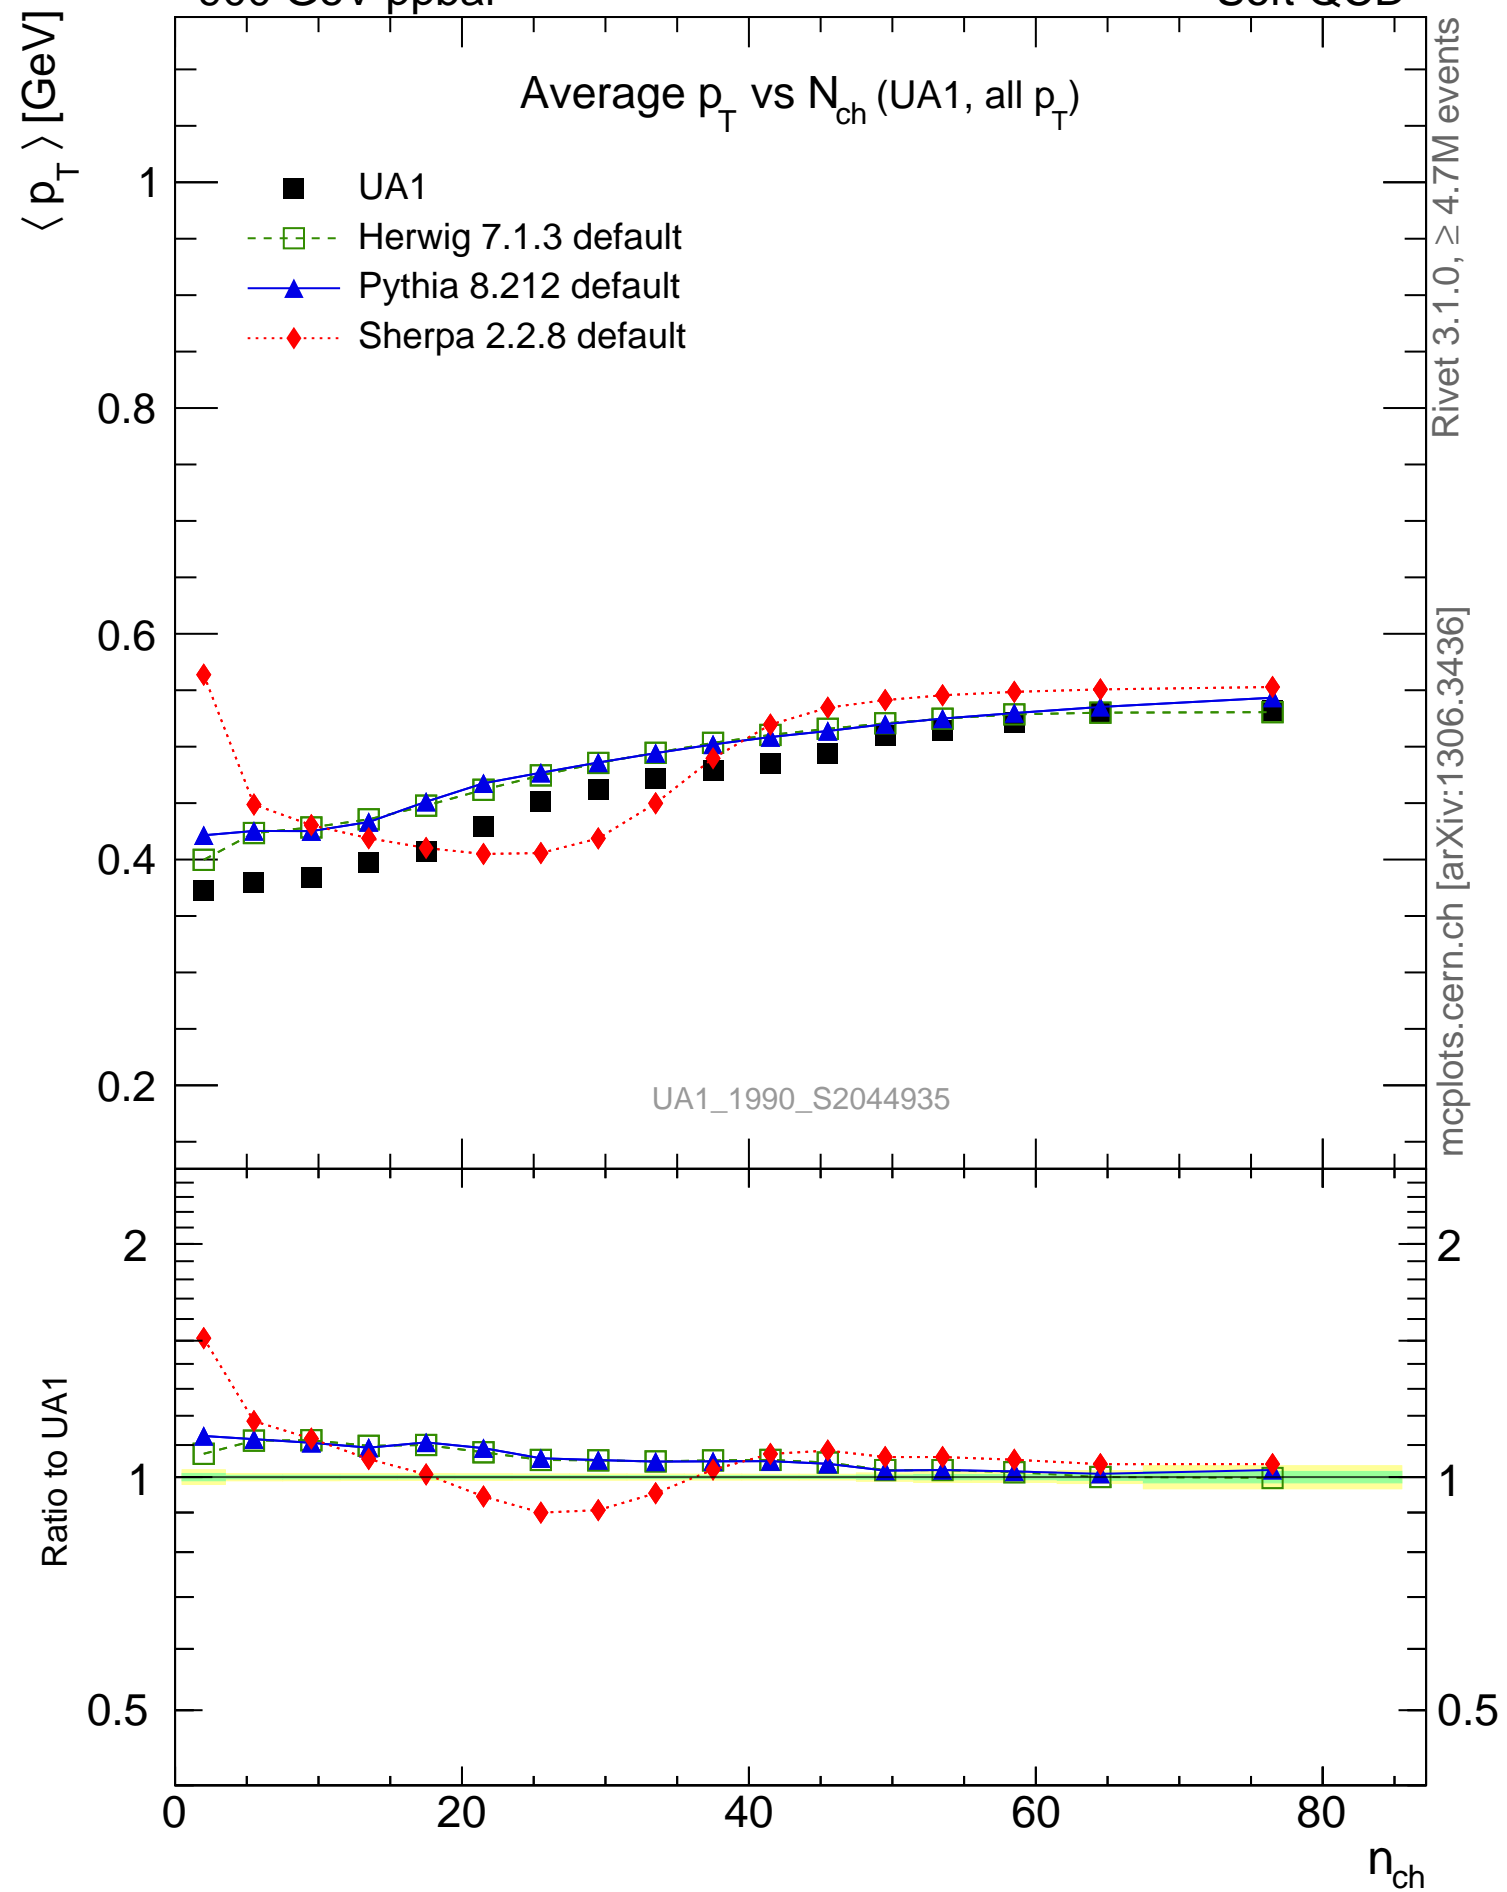 ⟨ p_T ⟩ [GeV]
Average p_T vs N_ch (UA1, all p_T)
UA1
Herwig 7.1.3 default
Pythia 8.212 default
Sherpa 2.2.8 default
1
0.8
0.6
0.4
0.2
UA1_1990_S2044935
Rivet 3.1.0, ≥ 4.7M events
mcplots.cern.ch [arXiv:1306.3436]
Ratio to UA1
2
1
0.5
2
1
0.5
0 20 40 60 80
n_ch